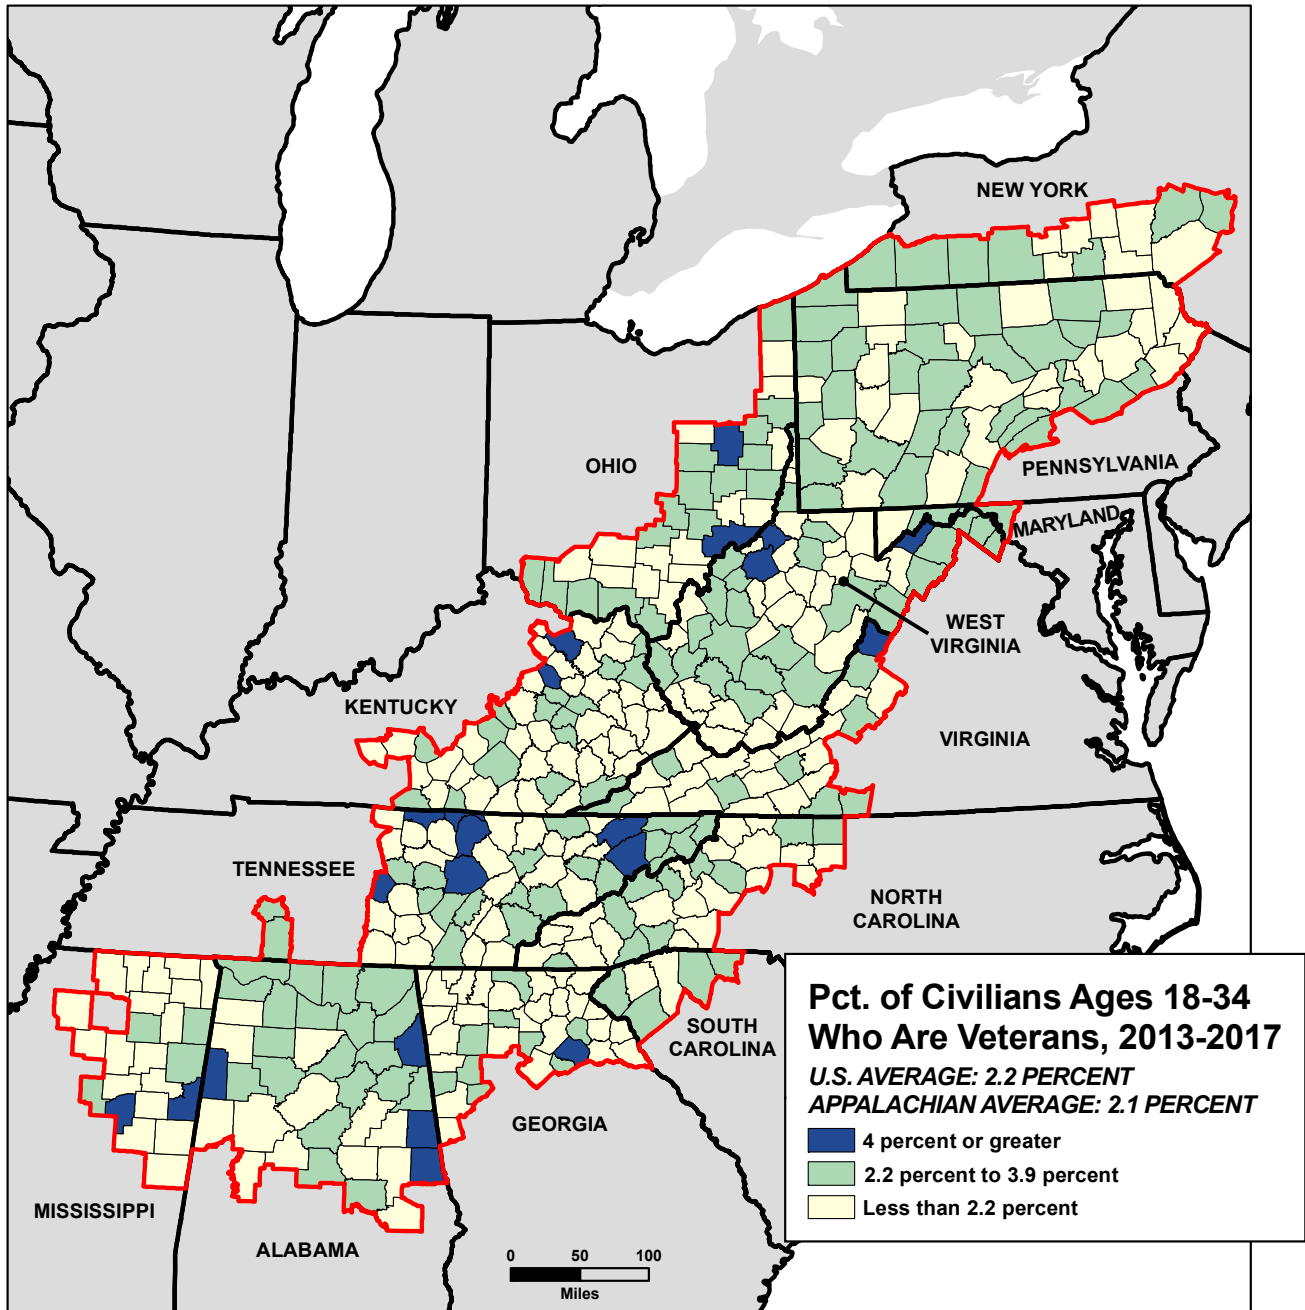 NEW YORK
OHIO
PENNSYLVANIA
MARYLAND
WEST
VIRGINIA
KENTUCKY
VIRGINIA
TENNESSEE
NORTH
CAROLINA
SOUTH
CAROLINA
GEORGIA
MISSISSIPPI
ALABAMA
Pct. of Civilians Ages 18-34
Who Are Veterans, 2013-2017
U.S. AVERAGE: 2.2 PERCENT
APPALACHIAN AVERAGE: 2.1 PERCENT
4 percent or greater
2.2 percent to 3.9 percent
Less than 2.2 percent
0 50 100
Miles